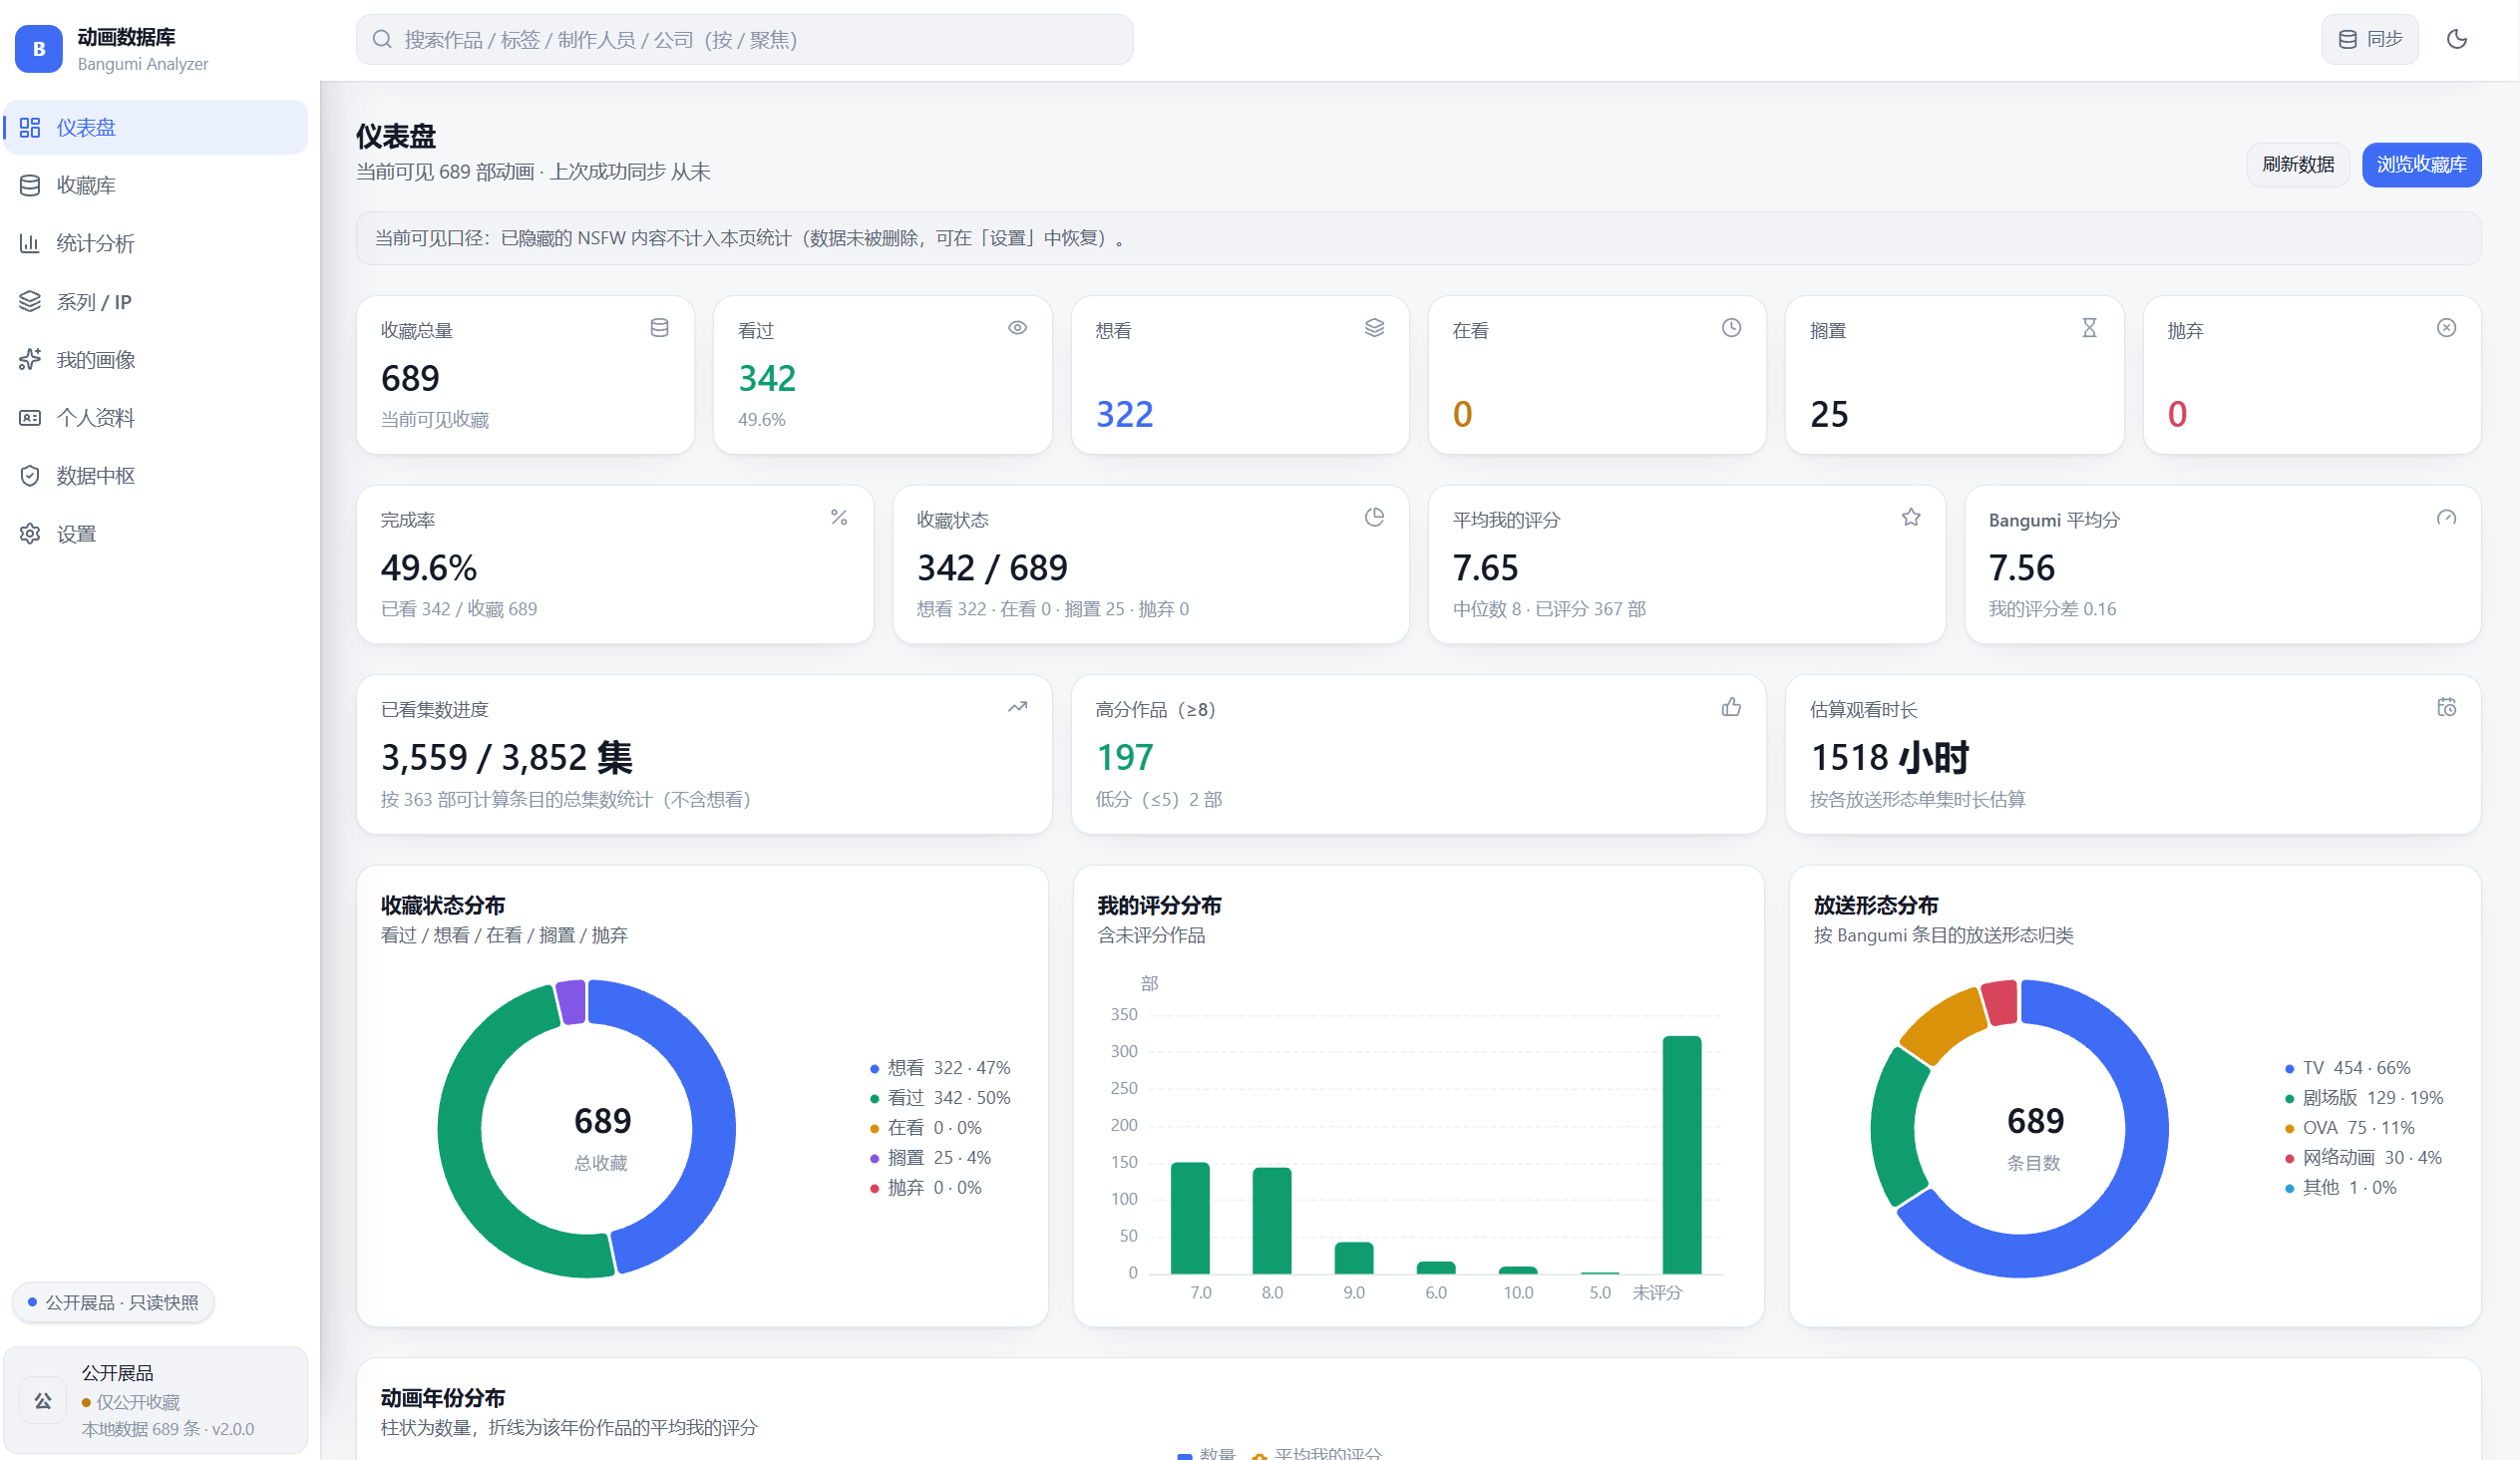 B
动画数据库
Bangumi Analyzer
搜索作品 / 标签 / 制作人员 / 公司（按 / 聚焦）
同步
仪表盘
收藏库
统计分析
系列 / IP
我的画像
个人资料
数据中枢
设置
公开展品 · 只读快照
公
公开展品
仅公开收藏
本地数据 689 条 · v2.0.0
仪表盘
当前可见 689 部动画 · 上次成功同步 从未
刷新数据
浏览收藏库
当前可见口径：已隐藏的 NSFW 内容不计入本页统计（数据未被删除，可在「设置」中恢复）。
收藏总量
689
当前可见收藏
看过
342
49.6%
想看
322
在看
0
搁置
25
抛弃
0
完成率
49.6%
已看 342 / 收藏 689
收藏状态
342 / 689
想看 322 · 在看 0 · 搁置 25 · 抛弃 0
平均我的评分
7.65
中位数 8 · 已评分 367 部
Bangumi 平均分
7.56
我的评分差 0.16
已看集数进度
3,559 / 3,852 集
按 363 部可计算条目的总集数统计（不含想看）
高分作品（≥8）
197
低分（≤5）2 部
估算观看时长
1518 小时
按各放送形态单集时长估算
收藏状态分布
看过 / 想看 / 在看 / 搁置 / 抛弃
689
总收藏
想看 322 · 47%
看过 342 · 50%
在看 0 · 0%
搁置 25 · 4%
抛弃 0 · 0%
我的评分分布
含未评分作品
部
350
300
250
200
150
100
50
0
7.0 8.0 9.0 6.0 10.0 5.0 未评分
放送形态分布
按 Bangumi 条目的放送形态归类
689
条目数
TV 454 · 66%
剧场版 129 · 19%
OVA 75 · 11%
网络动画 30 · 4%
其他 1 · 0%
动画年份分布
柱状为数量，折线为该年份作品的平均我的评分
数量 平均我的评分